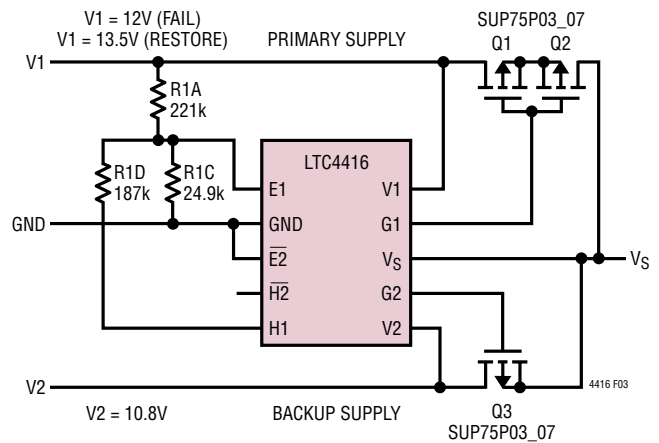 V1 = 12V (FAIL)
V1 = 13.5V (RESTORE)
PRIMARY SUPPLY
SUP75P03_07
Q1
Q2
V1
R1A
221k
R1D
187k
R1C
24.9k
LTC4416
E1
V1
GND
GND
G1
E2
VS
VS
H2
G2
H1
V2
V2
4416 F03
V2 = 10.8V
BACKUP SUPPLY
Q3
SUP75P03_07